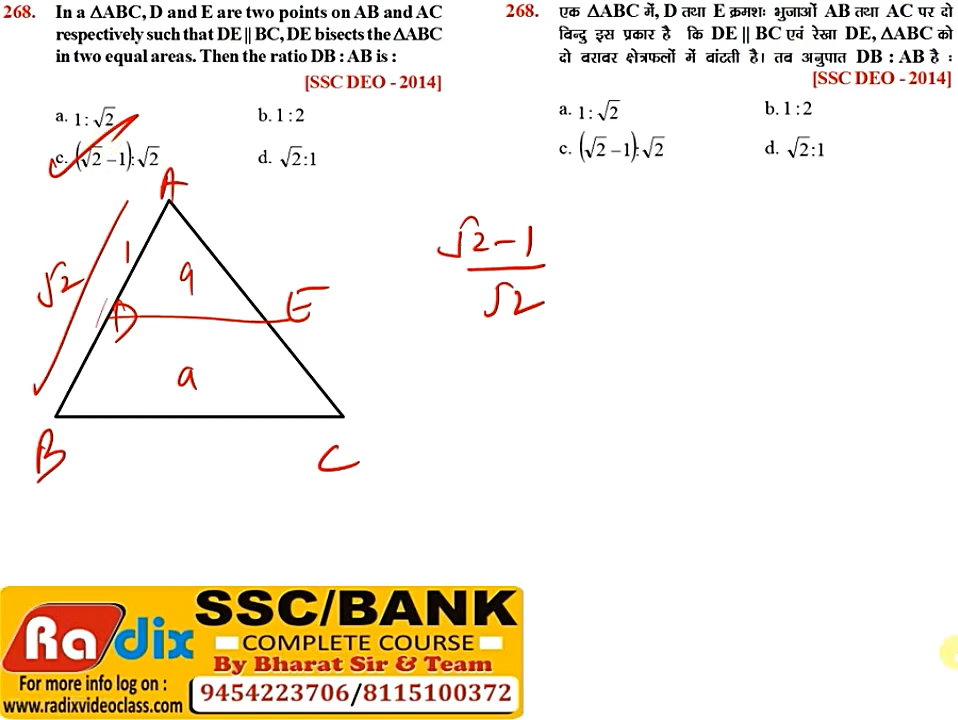 268. In a ΔABC, D and E are two points on AB and AC
respectively such that DE || BC, DE bisects the ΔABC
in two equal areas. Then the ratio DB : AB is :
[SSC DEO - 2014]
a. 1 : √2 b. 1 : 2
c. (√2 – 1):√2 d. √2 :1
268. एक ΔABC में, D तथा E क्रमशः भुजाओं AB तथा AC पर दो
विन्दु इस प्रकार है कि DE || BC एवं रेखा DE, ΔABC को
दो बराबर क्षेत्रफलों में बांटती है। तब अनुपात DB : AB है :
[SSC DEO - 2014]
a. 1 : √2 b. 1 : 2
c. (√2 – 1):√2 d. √2 :1
A
1
√2
a
D
E
a
B
C
√2 – 1
√2
Radix
For more info log on :
www.radixvideoclass.com
SSC/BANK
COMPLETE COURSE
By Bharat Sir & Team
9454223706/8115100372